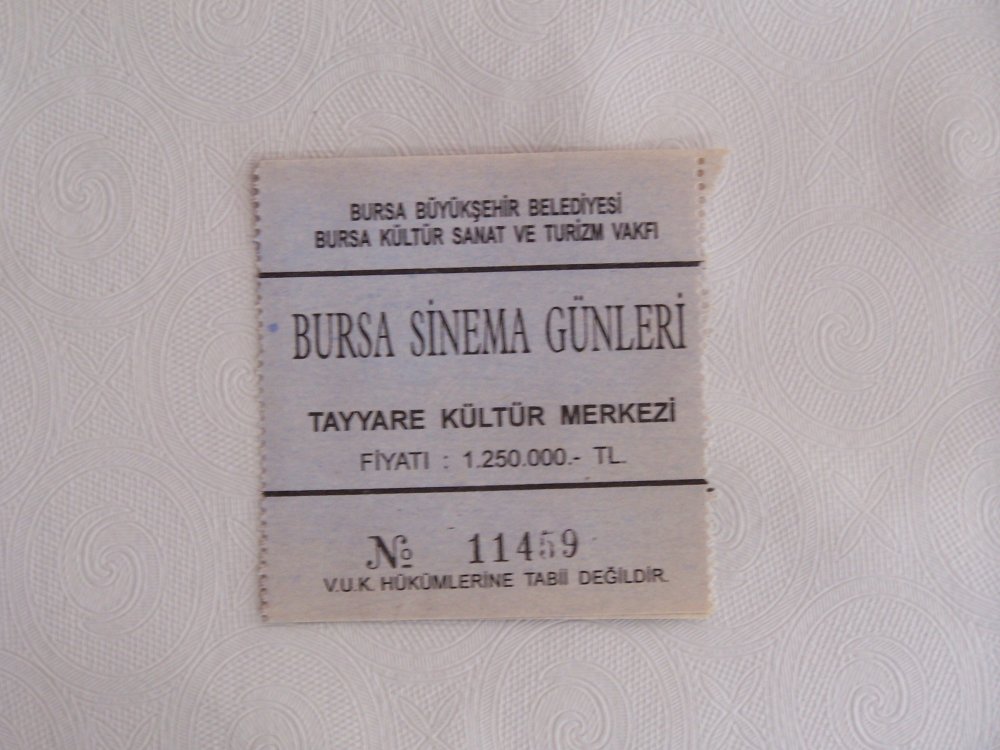 BURSA BÜYÜKŞEHİR BELEDİYESİ
BURSA KÜLTÜR SANAT VE TURİZM VAKFI
BURSA SİNEMA GÜNLERİ
TAYYARE KÜLTÜR MERKEZİ
FİYATI : 1.250.000.- TL.
№ 11459
V.U.K. HÜKÜMLERİNE TABİİ DEĞİLDİR.